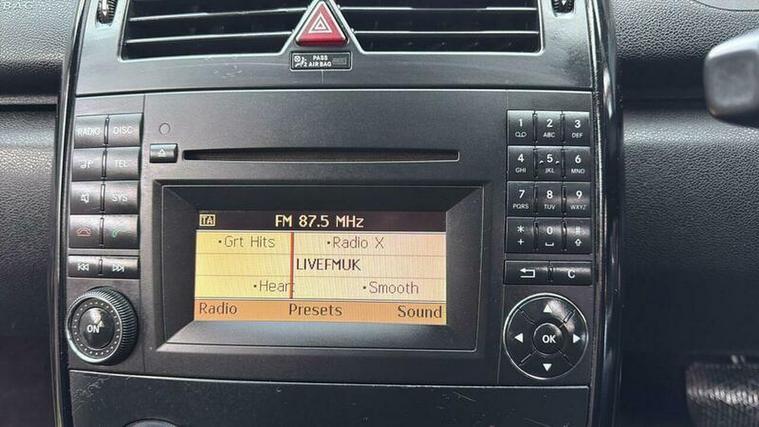 BAG
PASS
2 AIRBAG
RADIO DISC
TEL
SYS
ON
TA FM 87.5 MHz
•Grt Hits •Radio X
LIVEFMUK
•Heart •Smooth
Radio Presets Sound
1 2 3
ABC DEF
4 5 6
GHI JKL MNO
7 8 9
PQRS TUV WXYZ
* 0 #
+
C
OK